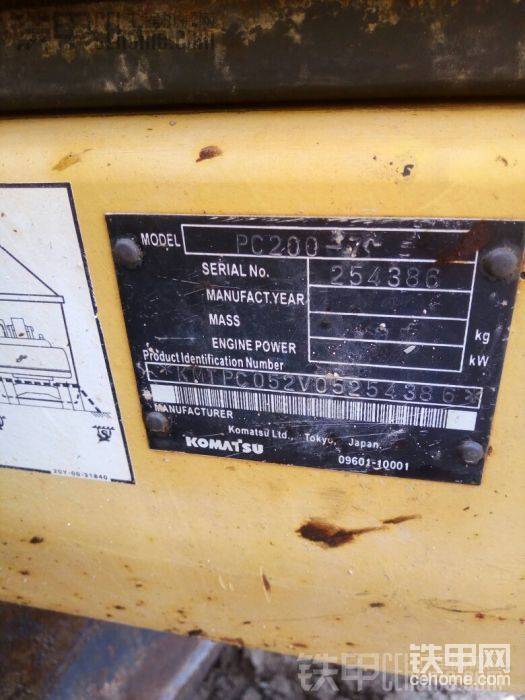 MODEL PC200-
SERIAL No. 254386
MANUFACT.YEAR
MASS kg
ENGINE POWER kW
Product Identification Number
PC052V05254386*
MANUFACTURER
Komatsu Ltd., Tokyo, Japan.
KOMATSU
09601-10001
铁甲网
cehome.com